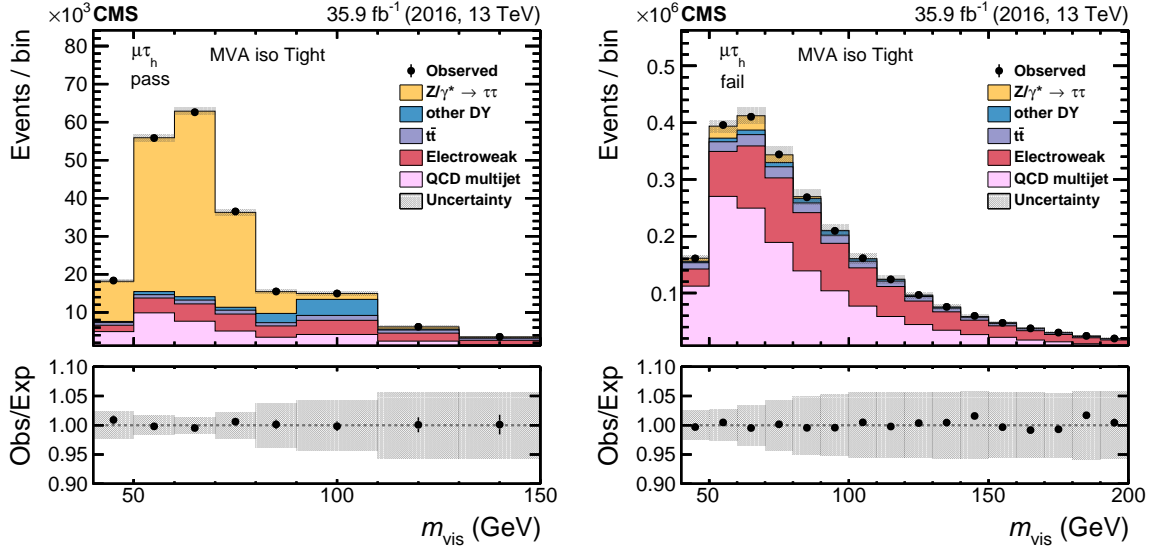 ×10³ CMS 35.9 fb⁻¹ (2016, 13 TeV)
Events / bin
80
70
60
50
40
30
20
10
μτₕ
pass
MVA iso Tight
Observed
Z/γ* → ττ
other DY
tt̄
Electroweak
QCD multijet
Uncertainty
Obs/Exp
1.10
1.05
1.00
0.95
0.90
50 100 150
m_vis (GeV)
×10⁶ CMS 35.9 fb⁻¹ (2016, 13 TeV)
Events / bin
0.5
0.4
0.3
0.2
0.1
μτₕ
fail
MVA iso Tight
Observed
Z/γ* → ττ
other DY
tt̄
Electroweak
QCD multijet
Uncertainty
Obs/Exp
1.10
1.05
1.00
0.95
0.90
50 100 150 200
m_vis (GeV)